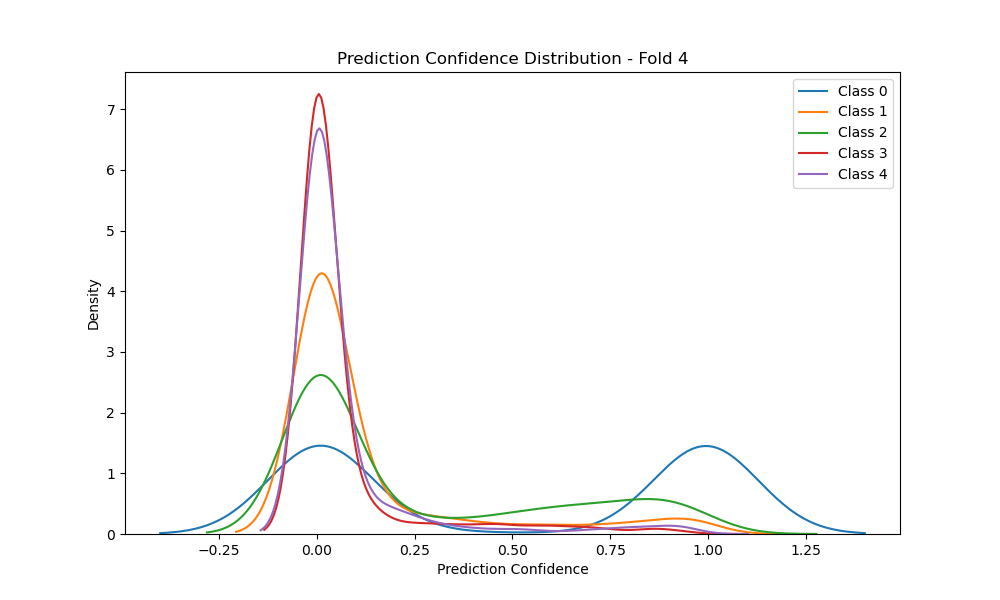 Prediction Confidence Distribution - Fold 4
Class 0
Class 1
Class 2
Class 3
Class 4
7
6
5
4
3
2
1
0
Density
−0.25
0.00
0.25
0.50
0.75
1.00
1.25
Prediction Confidence